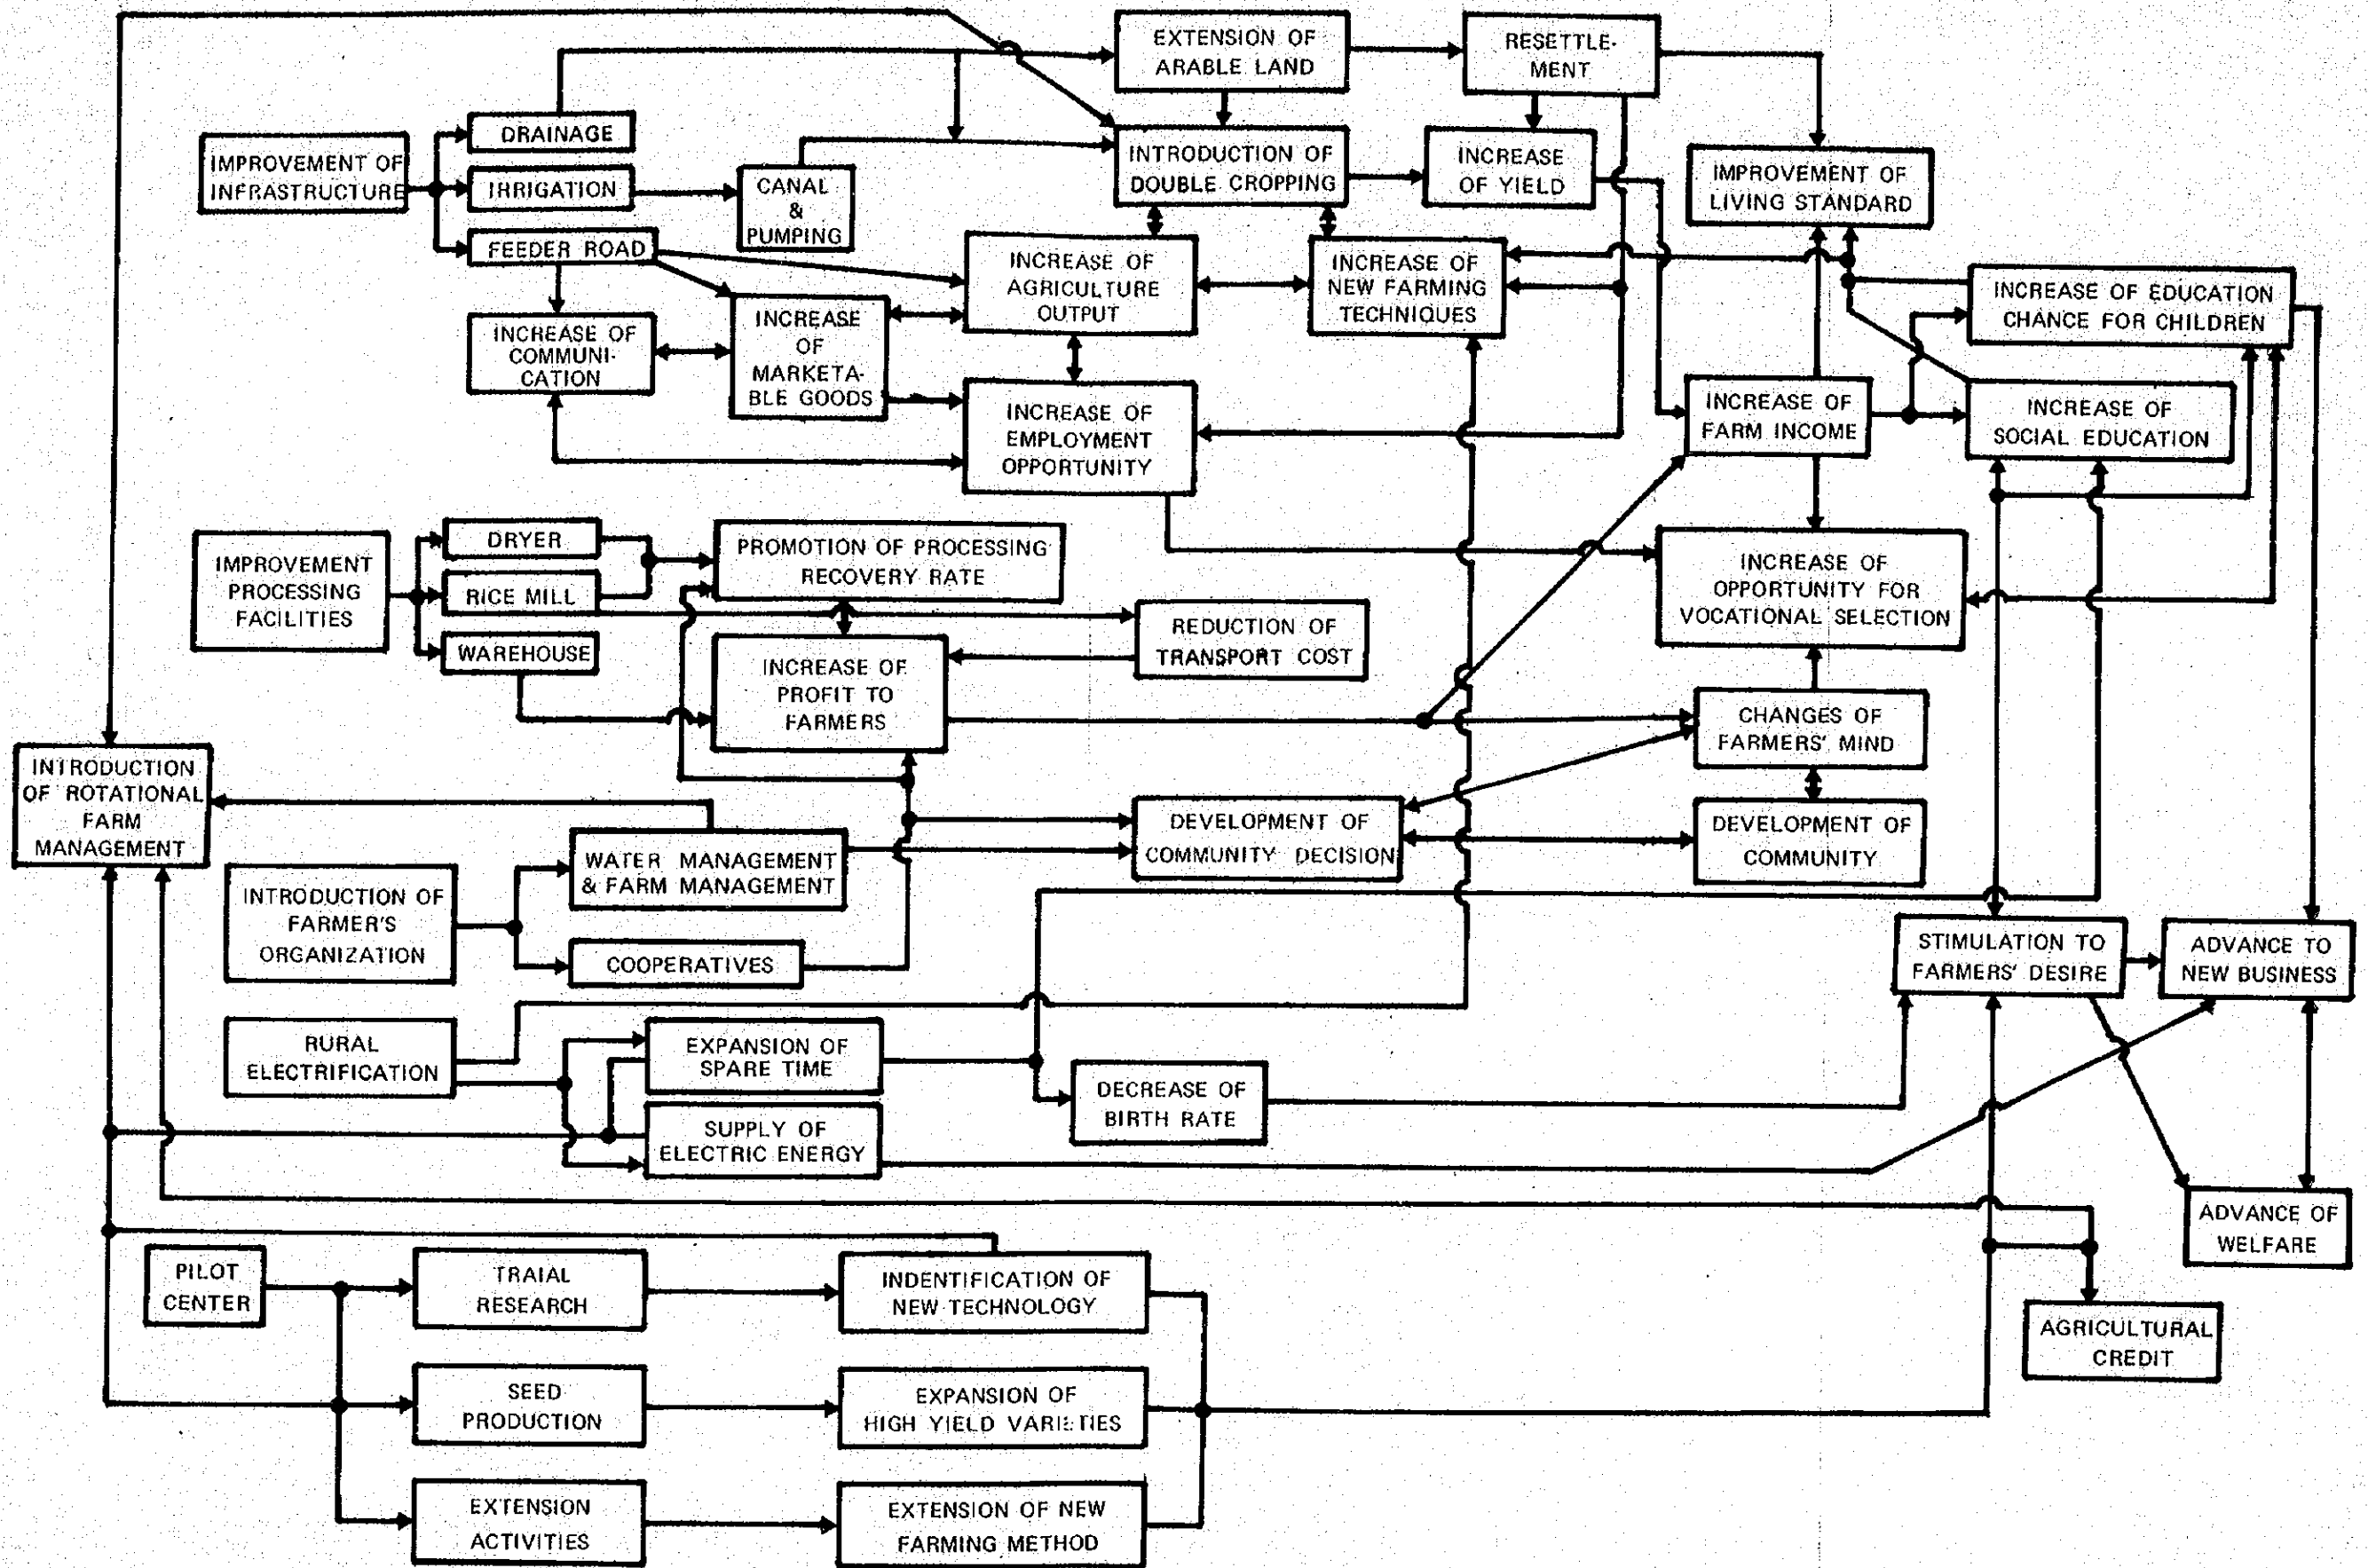 EXTENSION OF
ARABLE LAND
RESETTLE-
MENT
DRAINAGE
IMPROVEMENT OF
INFRASTRUCTURE
IRRIGATION
FEEDER ROAD
CANAL
&
PUMPING
INTRODUCTION OF
DOUBLE CROPPING
INCREASE
OF YIELD
IMPROVEMENT OF
LIVING STANDARD
INCREASE OF
COMMUNI-
CATION
INCREASE
OF
MARKETA-
BLE GOODS
INCREASE OF
AGRICULTURE
OUTPUT
INCREASE OF
NEW FARMING
TECHNIQUES
INCREASE OF EDUCATION
CHANCE FOR CHILDREN
INCREASE OF
EMPLOYMENT
OPPORTUNITY
INCREASE OF
FARM INCOME
INCREASE OF
SOCIAL EDUCATION
IMPROVEMENT
PROCESSING
FACILITIES
DRYER
RICE MILL
WAREHOUSE
PROMOTION OF PROCESSING
RECOVERY RATE
REDUCTION OF
TRANSPORT COST
INCREASE OF
OPPORTUNITY FOR
VOCATIONAL SELECTION
INCREASE OF
PROFIT TO
FARMERS
CHANGES OF
FARMERS' MIND
INTRODUCTION
OF ROTATIONAL
FARM
MANAGEMENT
WATER MANAGEMENT
& FARM MANAGEMENT
DEVELOPMENT OF
COMMUNITY DECISION
DEVELOPMENT OF
COMMUNITY
INTRODUCTION OF
FARMER'S
ORGANIZATION
COOPERATIVES
STIMULATION TO
FARMERS' DESIRE
ADVANCE TO
NEW BUSINESS
RURAL
ELECTRIFICATION
EXPANSION OF
SPARE TIME
DECREASE OF
BIRTH RATE
SUPPLY OF
ELECTRIC ENERGY
ADVANCE OF
WELFARE
PILOT
CENTER
TRAIAL
RESEARCH
INDENTIFICATION OF
NEW TECHNOLOGY
AGRICULTURAL
CREDIT
SEED
PRODUCTION
EXPANSION OF
HIGH YIELD VARIETIES
EXTENSION
ACTIVITIES
EXTENSION OF NEW
FARMING METHOD